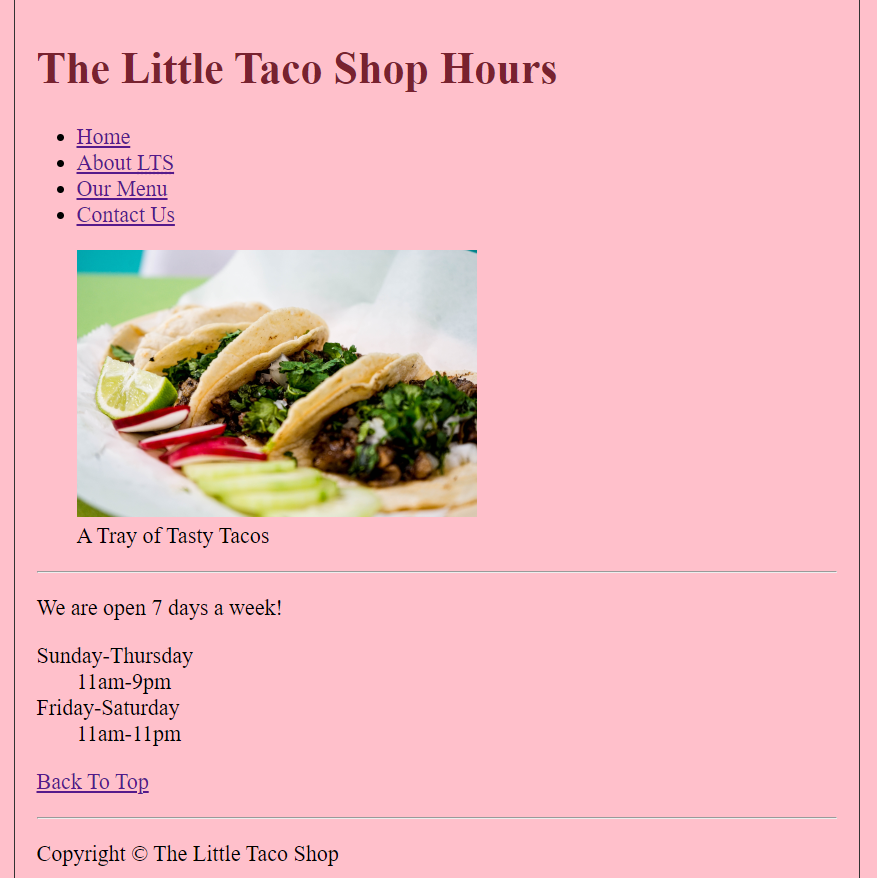 The Little Taco Shop Hours
Home
About LTS
Our Menu
Contact Us
A Tray of Tasty Tacos
We are open 7 days a week!
Sunday-Thursday
11am-9pm
Friday-Saturday
11am-11pm
Back To Top
Copyright © The Little Taco Shop